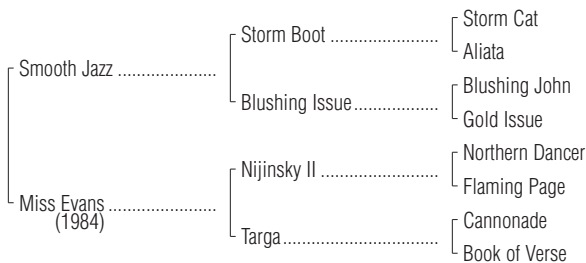 Storm Cat
Storm Boot ........................
Aliata
Smooth Jazz ......................
Blushing John
Blushing Issue...................
Gold Issue
Northern Dancer
Nijinsky II ..........................
Flaming Page
Miss Evans ........................
(1984)
Cannonade
Targa...................................
Book of Verse